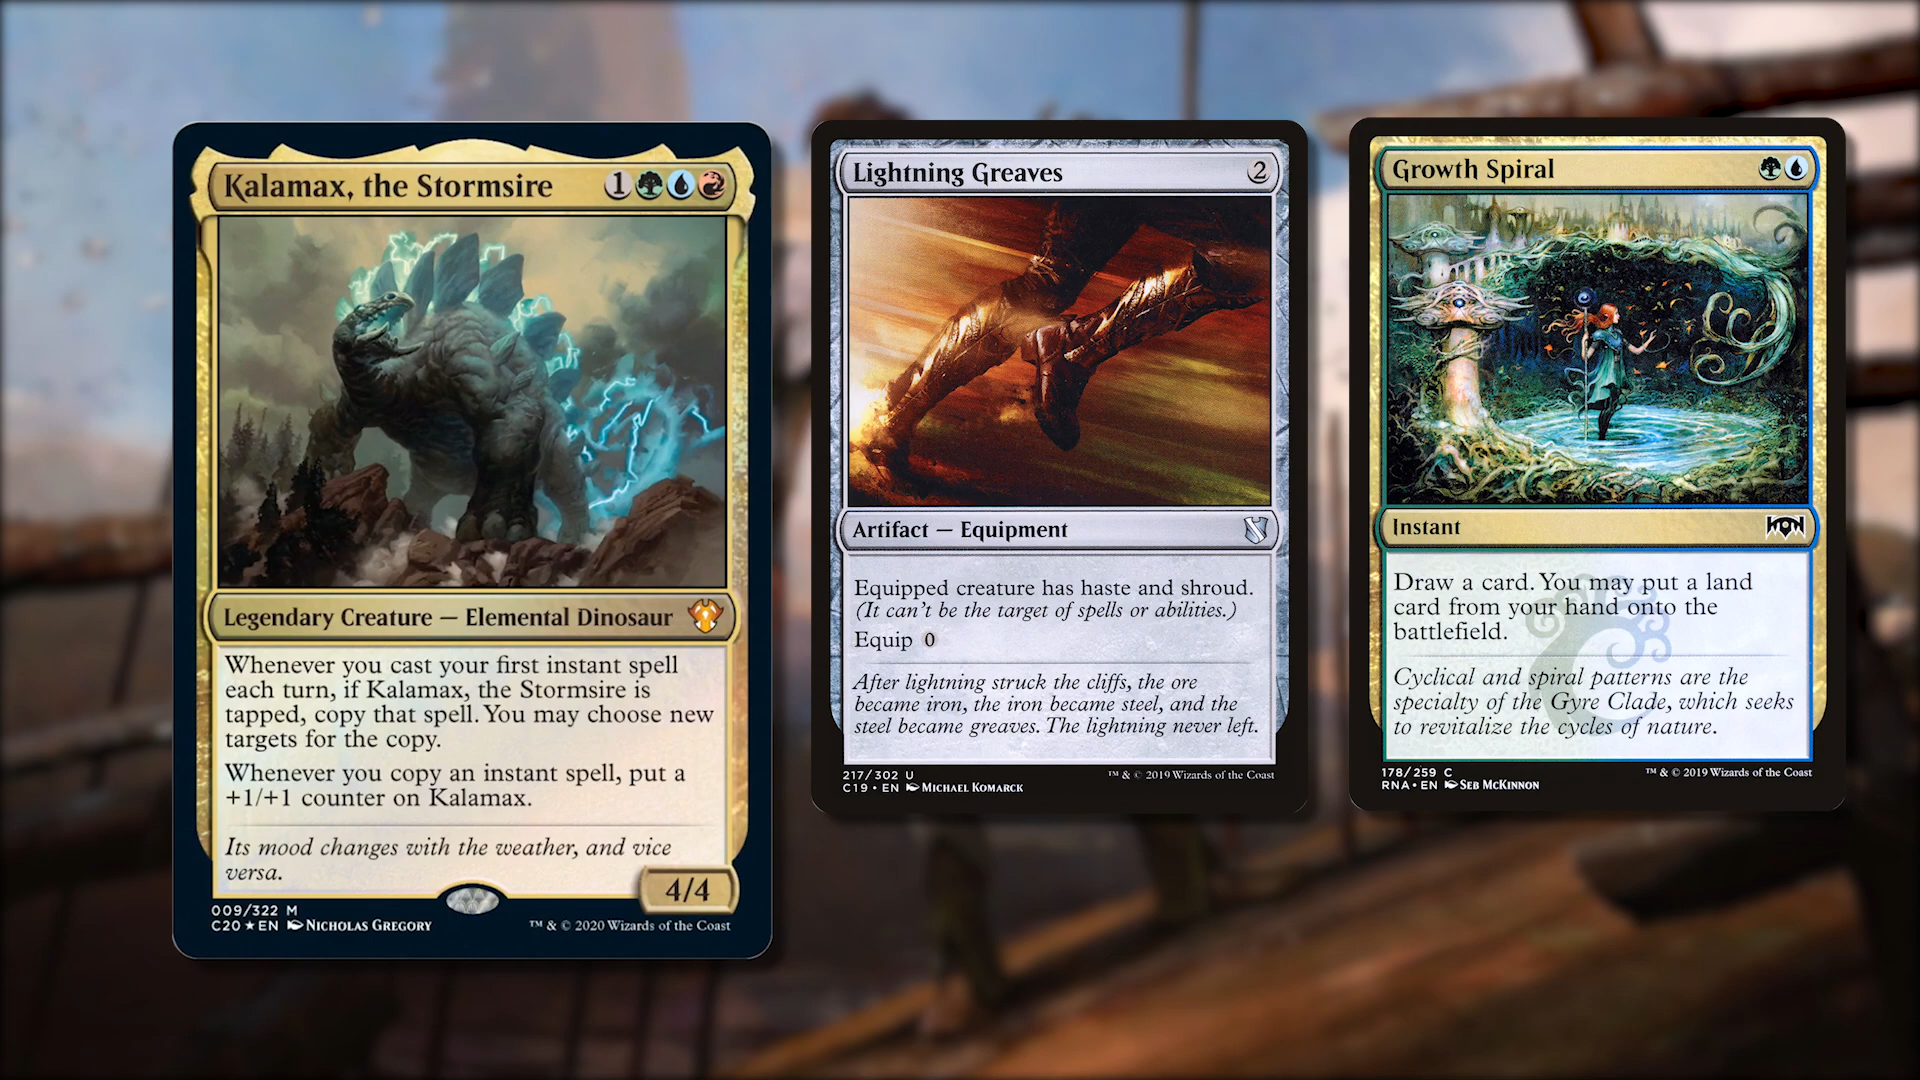 Kalamax, the Stormsire 1
Legendary Creature — Elemental Dinosaur
Whenever you cast your first instant spell
each turn, if Kalamax, the Stormsire is
tapped, copy that spell. You may choose new
targets for the copy.
Whenever you copy an instant spell, put a
+1/+1 counter on Kalamax.
Its mood changes with the weather, and vice
versa.
4/4
009/322 M
C20 ★ EN Nicholas Gregory
™ & © 2020 Wizards of the Coast
Lightning Greaves 2
Artifact — Equipment
Equipped creature has haste and shroud.
(It can't be the target of spells or abilities.)
Equip 0
After lightning struck the cliffs, the ore
became iron, the iron became steel, and the
steel became greaves. The lightning never left.
217/302 U
C19 • EN Michael Komarck
™ & © 2019 Wizards of the Coast
Growth Spiral
Instant
Draw a card. You may put a land
card from your hand onto the
battlefield.
Cyclical and spiral patterns are the
specialty of the Gyre Clade, which seeks
to revitalize the cycles of nature.
178/259 C
RNA • EN Seb McKinnon
™ & © 2019 Wizards of the Coast